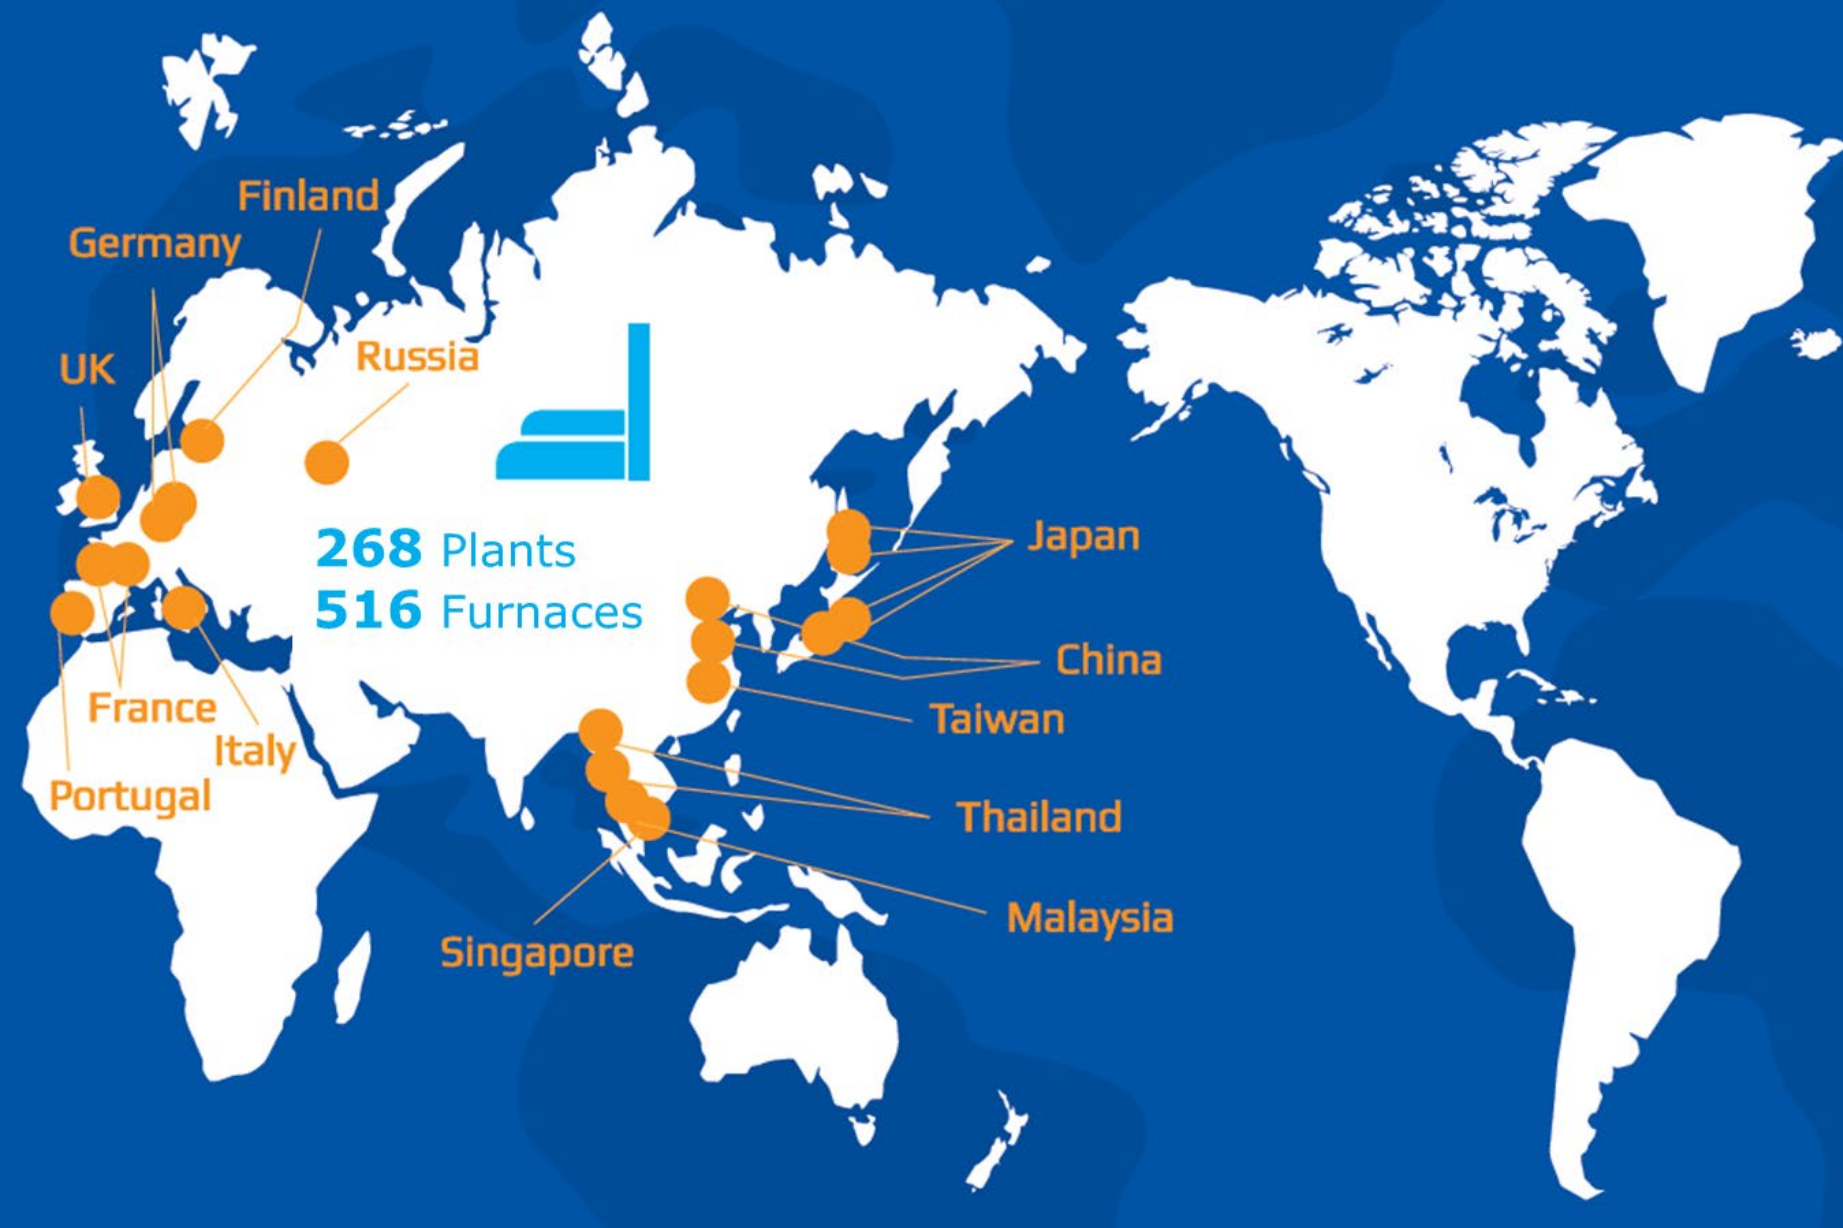 Finland
Germany
UK
Russia
268 Plants
516 Furnaces
Japan
China
Taiwan
France
Italy
Portugal
Thailand
Malaysia
Singapore